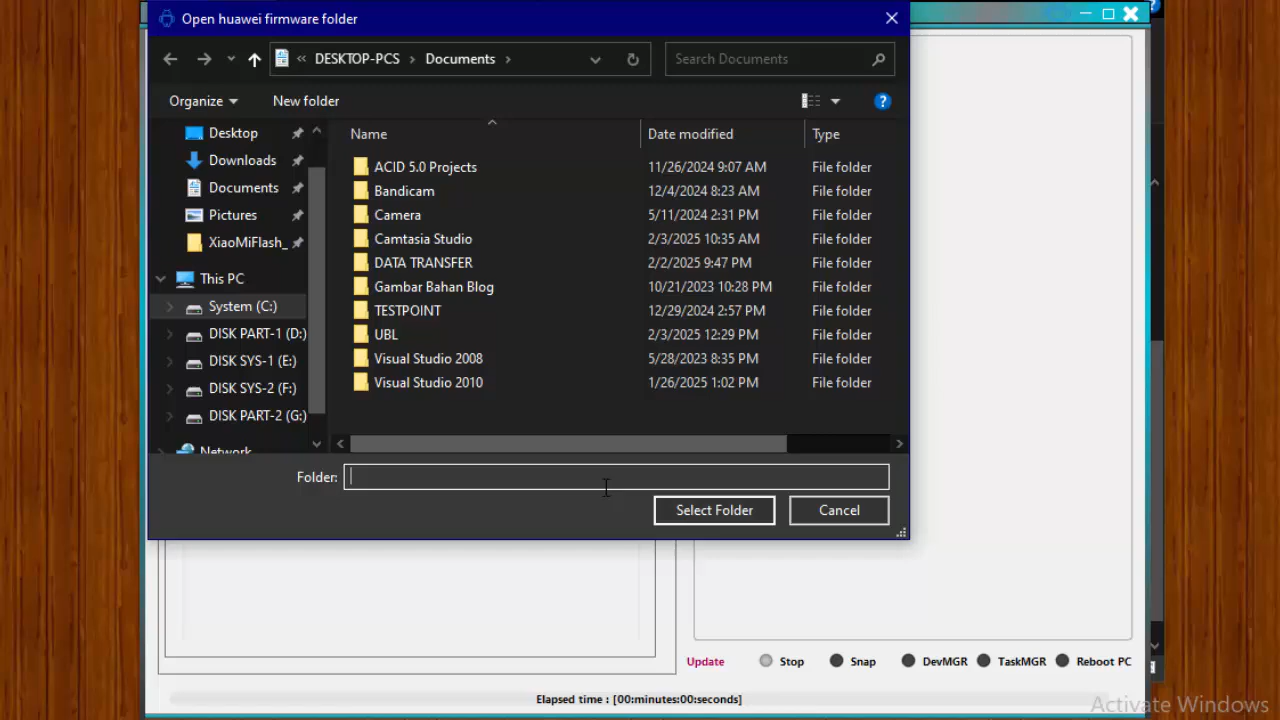 Open huawei firmware folder
« DESKTOP-PCS › Documents ›
Search Documents
Organize
New folder
Desktop
Downloads
Documents
Pictures
XiaoMiFlash_
This PC
System (C:)
DISK PART-1 (D:)
DISK SYS-1 (E:)
DISK SYS-2 (F:)
DISK PART-2 (G:)
Network
Name Date modified Type
ACID 5.0 Projects 11/26/2024 9:07 AM File folder
Bandicam 12/4/2024 8:23 AM File folder
Camera 5/11/2024 2:31 PM File folder
Camtasia Studio 2/3/2025 10:35 AM File folder
DATA TRANSFER 2/2/2025 9:47 PM File folder
Gambar Bahan Blog 10/21/2023 10:28 PM File folder
TESTPOINT 12/29/2024 2:57 PM File folder
UBL 2/3/2025 12:29 PM File folder
Visual Studio 2008 5/28/2023 8:35 PM File folder
Visual Studio 2010 1/26/2025 1:02 PM File folder
Folder:
Select Folder Cancel
Update Stop Snap DevMGR TaskMGR Reboot PC
Elapsed time : [00:minutes:00:seconds]
Activate Windows